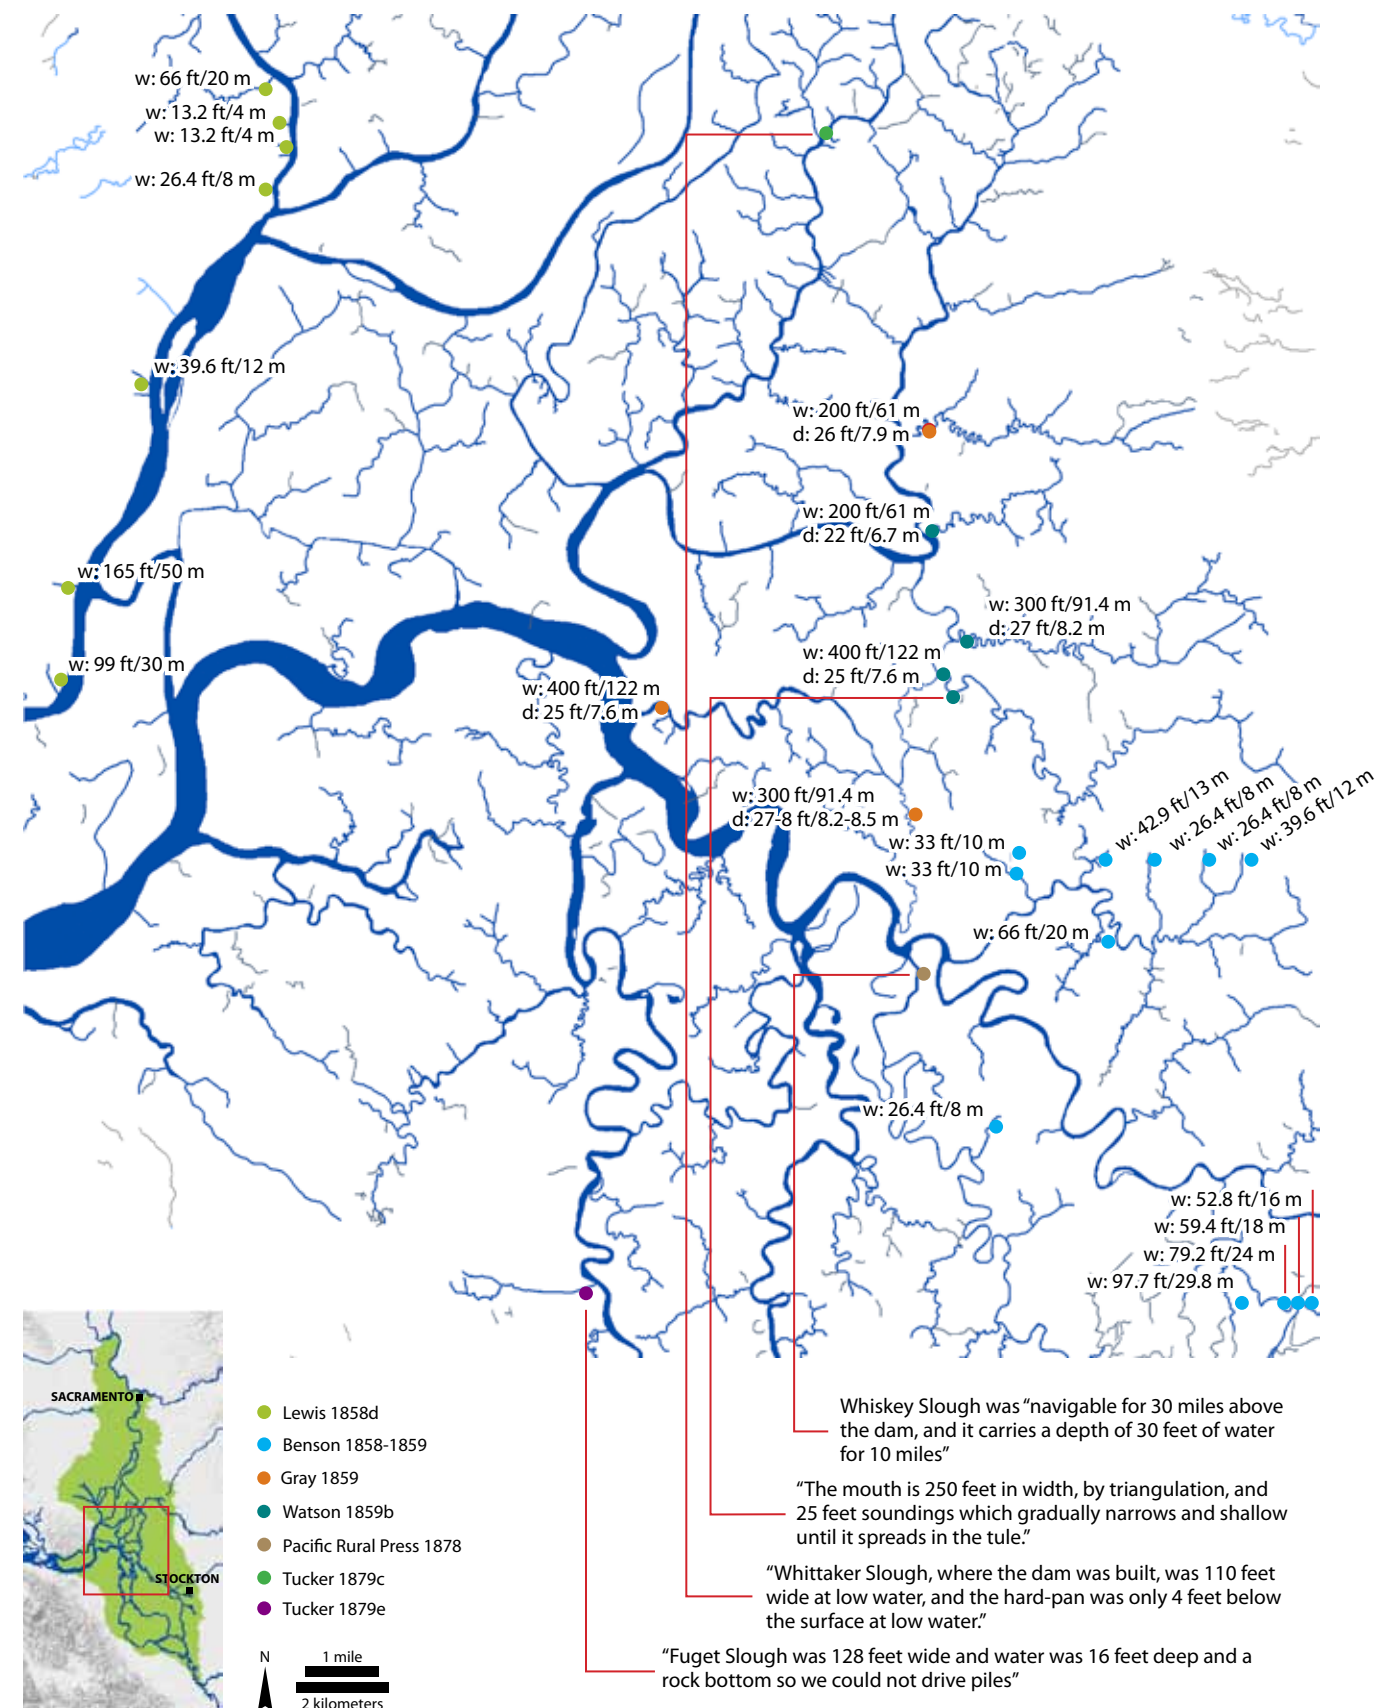 w: 66 ft/20 m
w: 13.2 ft/4 m
w: 13.2 ft/4 m
w: 26.4 ft/8 m
w: 39.6 ft/12 m
w: 200 ft/61 m
d: 26 ft/7.9 m
w: 200 ft/61 m
d: 22 ft/6.7 m
w: 165 ft/50 m
w: 300 ft/91.4 m
d: 27 ft/8.2 m
w: 99 ft/30 m
w: 400 ft/122 m
d: 25 ft/7.6 m
w: 400 ft/122 m
d: 25 ft/7.6 m
w: 300 ft/91.4 m
d: 27-8 ft/8.2-8.5 m
w: 42.9 ft/13 m
w: 26.4 ft/8 m
w: 26.4 ft/8 m
w: 39.6 ft/12 m
w: 33 ft/10 m
w: 33 ft/10 m
w: 66 ft/20 m
w: 26.4 ft/8 m
w: 52.8 ft/16 m
w: 59.4 ft/18 m
w: 79.2 ft/24 m
w: 97.7 ft/29.8 m
SACRAMENTO
STOCKTON
Lewis 1858d
Benson 1858-1859
Gray 1859
Watson 1859b
Pacific Rural Press 1878
Tucker 1879c
Tucker 1879e
N
1 mile
2 kilometers
Whiskey Slough was “navigable for 30 miles above
the dam, and it carries a depth of 30 feet of water
for 10 miles”
“The mouth is 250 feet in width, by triangulation, and
25 feet soundings which gradually narrows and shallow
until it spreads in the tule.”
“Whittaker Slough, where the dam was built, was 110 feet
wide at low water, and the hard-pan was only 4 feet below
the surface at low water.”
“Fuget Slough was 128 feet wide and water was 16 feet deep and a
rock bottom so we could not drive piles”